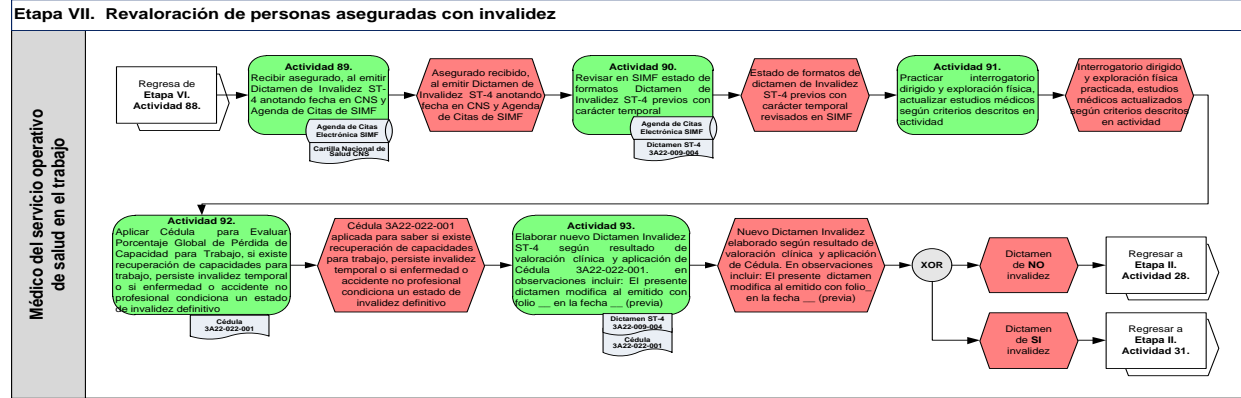 Etapa VII. Revaloración de personas aseguradas con invalidez
Médico del servicio operativo
de salud en el trabajo
Regresa de
Etapa VI.
Actividad 88.
Actividad 89.
Recibir asegurado, al emitir
Dictamen de Invalidez ST-
4 anotando fecha en CNS y
Agenda de Citas de SIMF
Agenda de Citas
Electrónica SIMF
Cartilla Nacional de
Salud CNS
Asegurado recibido,
al emitir Dictamen de
Invalidez ST-4 anotando
fecha en CNS y Agenda
de Citas de SIMF
Actividad 90.
Revisar en SIMF estado de
formatos Dictamen de
Invalidez ST-4 previos con
carácter temporal
Agenda de Citas
Electrónica SIMF
Dictamen ST-4
3A22-009-004
Estado de formatos de
dictamen de Invalidez
ST-4 previos con
carácter temporal
revisados en SIMF
Actividad 91.
Practicar interrogatorio
dirigido y exploración física,
actualizar estudios médicos
según criterios descritos en
actividad
Interrogatorio dirigido
y exploración física
practicada, estudios
médicos actualizados
según criterios descritos
en actividad
Actividad 92.
Aplicar Cédula para Evaluar
Porcentaje Global de Pérdida de
Capacidad para Trabajo, si existe
recuperación de capacidades para
trabajo, persiste invalidez temporal
o si enfermedad o accidente no
profesional condiciona un estado
de invalidez definitivo
Cédula
3A22-022-001
Cédula 3A22-022-001
aplicada para saber si existe
recuperación de capacidades
para trabajo, persiste invalidez
temporal o si enfermedad o
accidente no profesional
condiciona un estado de
invalidez definitivo
Actividad 93.
Elaborar nuevo Dictamen Invalidez
ST-4 según resultado de
valoración clínica y aplicación de
Cédula 3A22-022-001. en
observaciones incluir: El presente
dictamen modifica al emitido con
folio __ en la fecha __ (previa)
Dictamen ST-4
3A22-009-004
Cédula
3A22-022-001
Nuevo Dictamen Invalidez
elaborado según resultado de
valoración clínica y aplicación
de Cédula. En observaciones
incluir: El presente dictamen
modifica al emitido con folio_
en la fecha __ (previa)
XOR
Dictamen
de NO
invalidez
Regresar a
Etapa II.
Actividad 28.
Dictamen
de SI
invalidez
Regresar a
Etapa II.
Actividad 31.